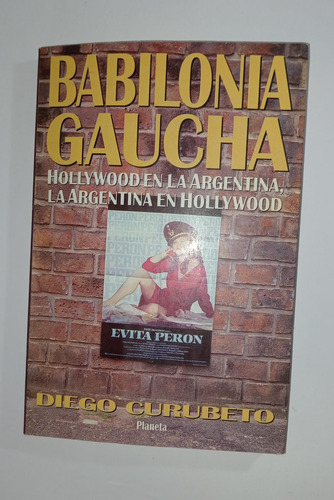 BABILONIA
GAUCHA
HOLLYWOOD EN LA ARGENTINA,
LA ARGENTINA EN HOLLYWOOD
EVITA PERON
DIEGO CURUBETO
Planeta